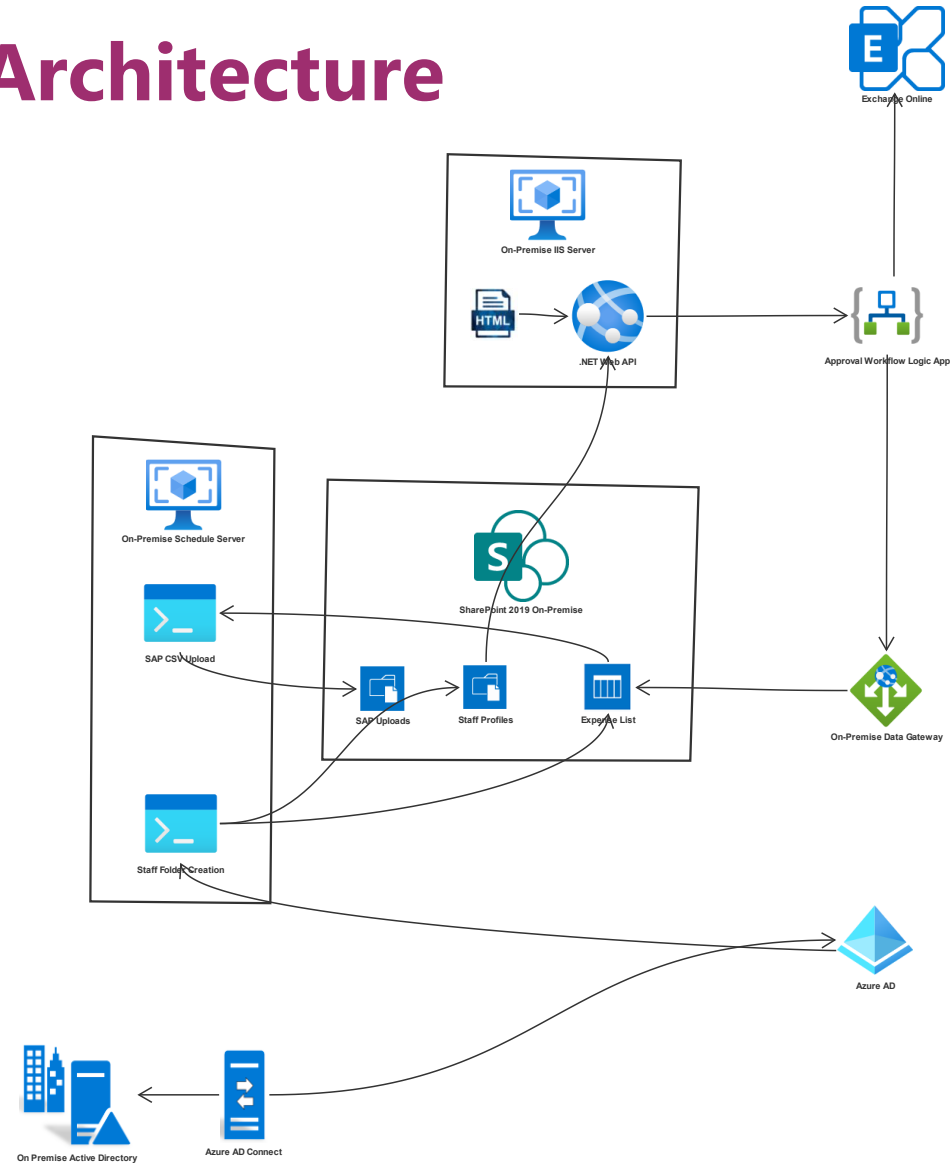 Architecture
E
Exchange Online
On-Premise IIS Server
HTML
.NET Web API
Approval Workflow Logic App
On-Premise Schedule Server
S
SharePoint 2019 On-Premise
SAP CSV Upload
SAP Uploads
Staff Profiles
Expense List
On-Premise Data Gateway
Staff Folder Creation
Azure AD
On Premise Active Directory
Azure AD Connect